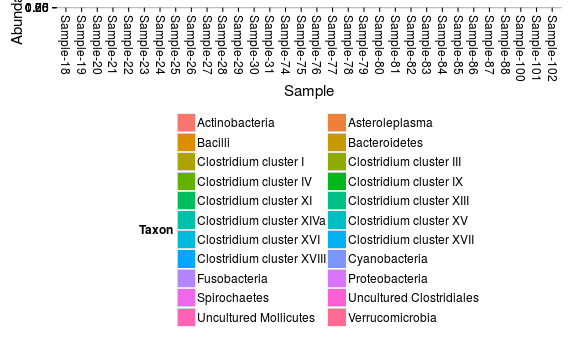 Abunda
Sample-18 Sample-19 Sample-20 Sample-21 Sample-22 Sample-23 Sample-24 Sample-25 Sample-26 Sample-27 Sample-28 Sample-29 Sample-30 Sample-31 Sample-74 Sample-75 Sample-76 Sample-77 Sample-78 Sample-79 Sample-80 Sample-81 Sample-82 Sample-83 Sample-84 Sample-85 Sample-86 Sample-87 Sample-88 Sample-100 Sample-101 Sample-102
Sample
Taxon
Actinobacteria Asteroleplasma
Bacilli Bacteroidetes
Clostridium cluster I Clostridium cluster III
Clostridium cluster IV Clostridium cluster IX
Clostridium cluster XI Clostridium cluster XIII
Clostridium cluster XIVa Clostridium cluster XV
Clostridium cluster XVI Clostridium cluster XVII
Clostridium cluster XVIII Cyanobacteria
Fusobacteria Proteobacteria
Spirochaetes Uncultured Clostridiales
Uncultured Mollicutes Verrucomicrobia